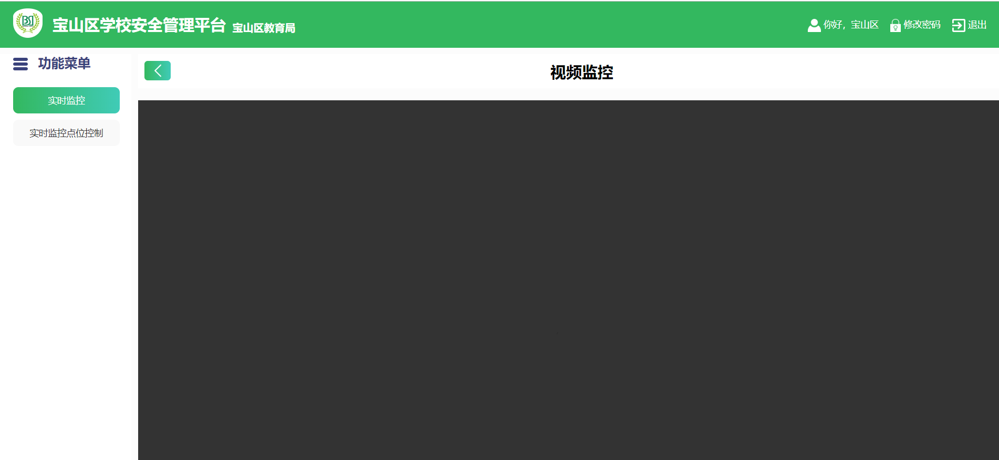 BSJ
宝山区学校安全管理平台 宝山区教育局
你好，宝山区 修改密码 退出
功能菜单
视频监控
实时监控
实时监控点位控制